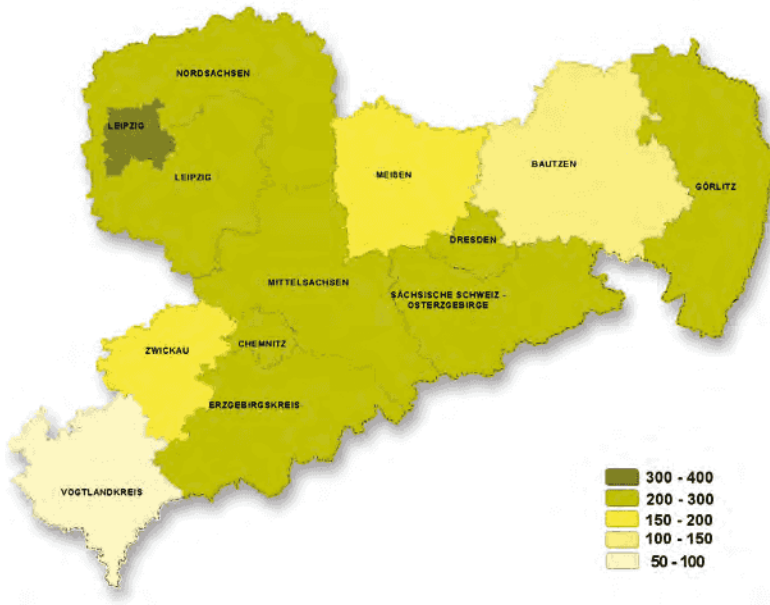 NORDSACHSEN
LEIPZIG
LEIPZIG
MEIßEN
BAUTZEN
GÖRLITZ
DRESDEN
MITTELSACHSEN
SÄCHSISCHE SCHWEIZ -
OSTERZGEBIRGE
ZWICKAU
CHEMNITZ
ERZGEBIRGSKREIS
VOGTLANDKREIS
300 - 400
200 - 300
150 - 200
100 - 150
50 - 100